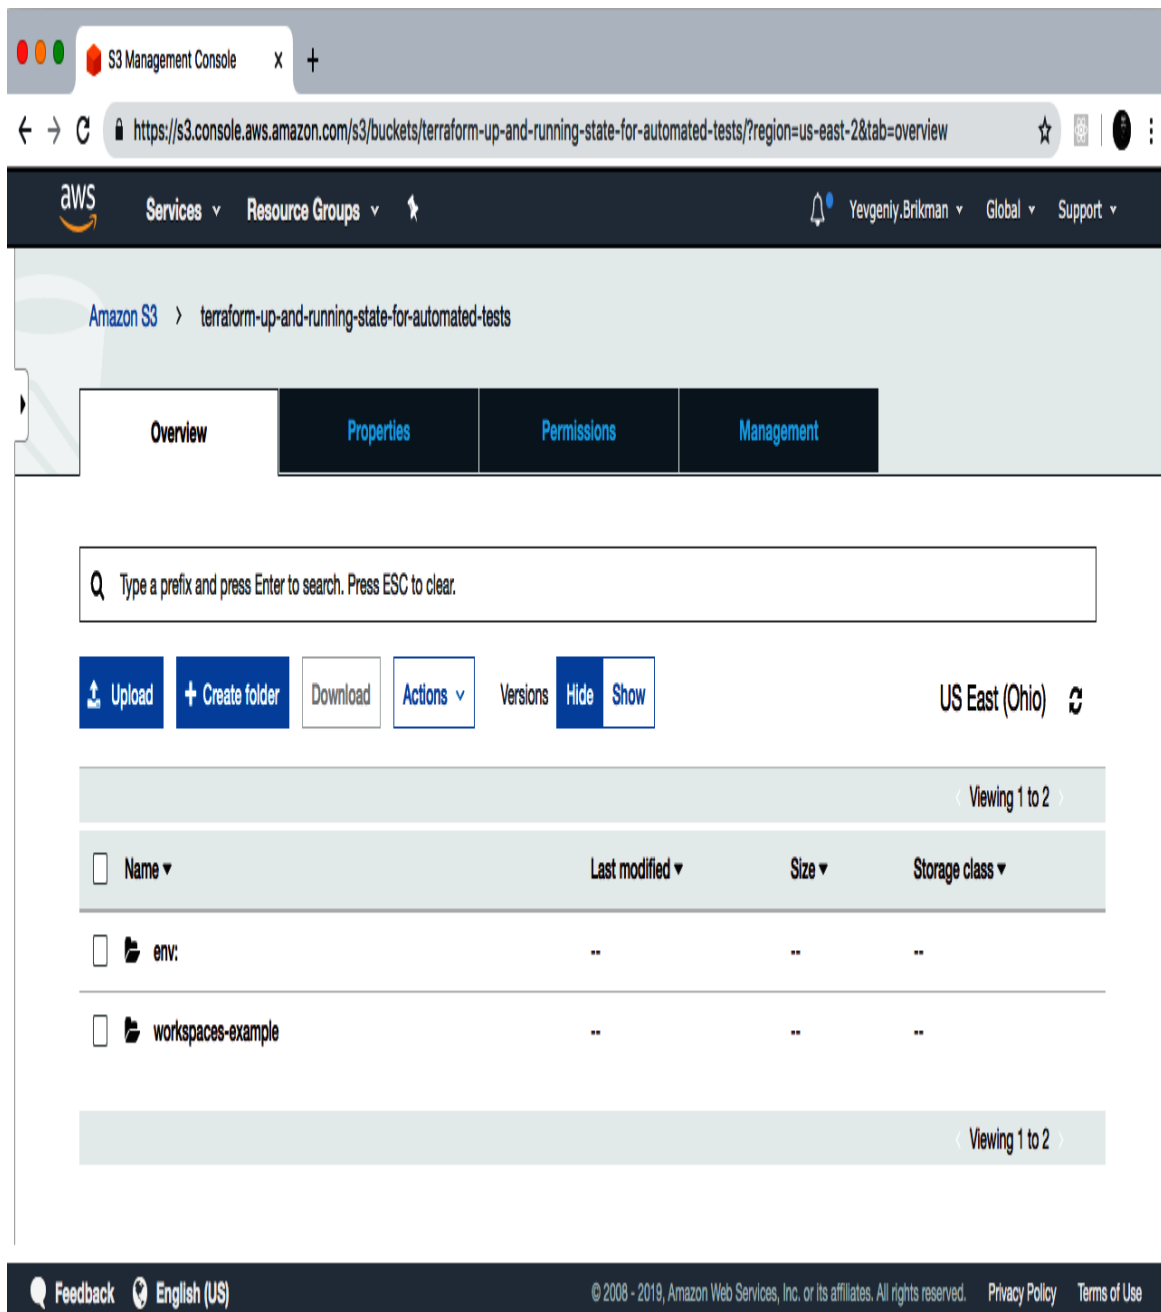 S3 Management Console x +
https://s3.console.aws.amazon.com/s3/buckets/terraform-up-and-running-state-for-automated-tests/?region=us-east-2&tab=overview
aws Services Resource Groups Yevgeniy.Brikman Global Support
Amazon S3 > terraform-up-and-running-state-for-automated-tests
Overview Properties Permissions Management
Type a prefix and press Enter to search. Press ESC to clear.
Upload + Create folder Download Actions Versions Hide Show US East (Ohio)
Viewing 1 to 2
Name Last modified Size Storage class
env: -- -- --
workspaces-example -- -- --
Viewing 1 to 2
Feedback English (US) © 2008 - 2019, Amazon Web Services, Inc. or its affiliates. All rights reserved. Privacy Policy Terms of Use